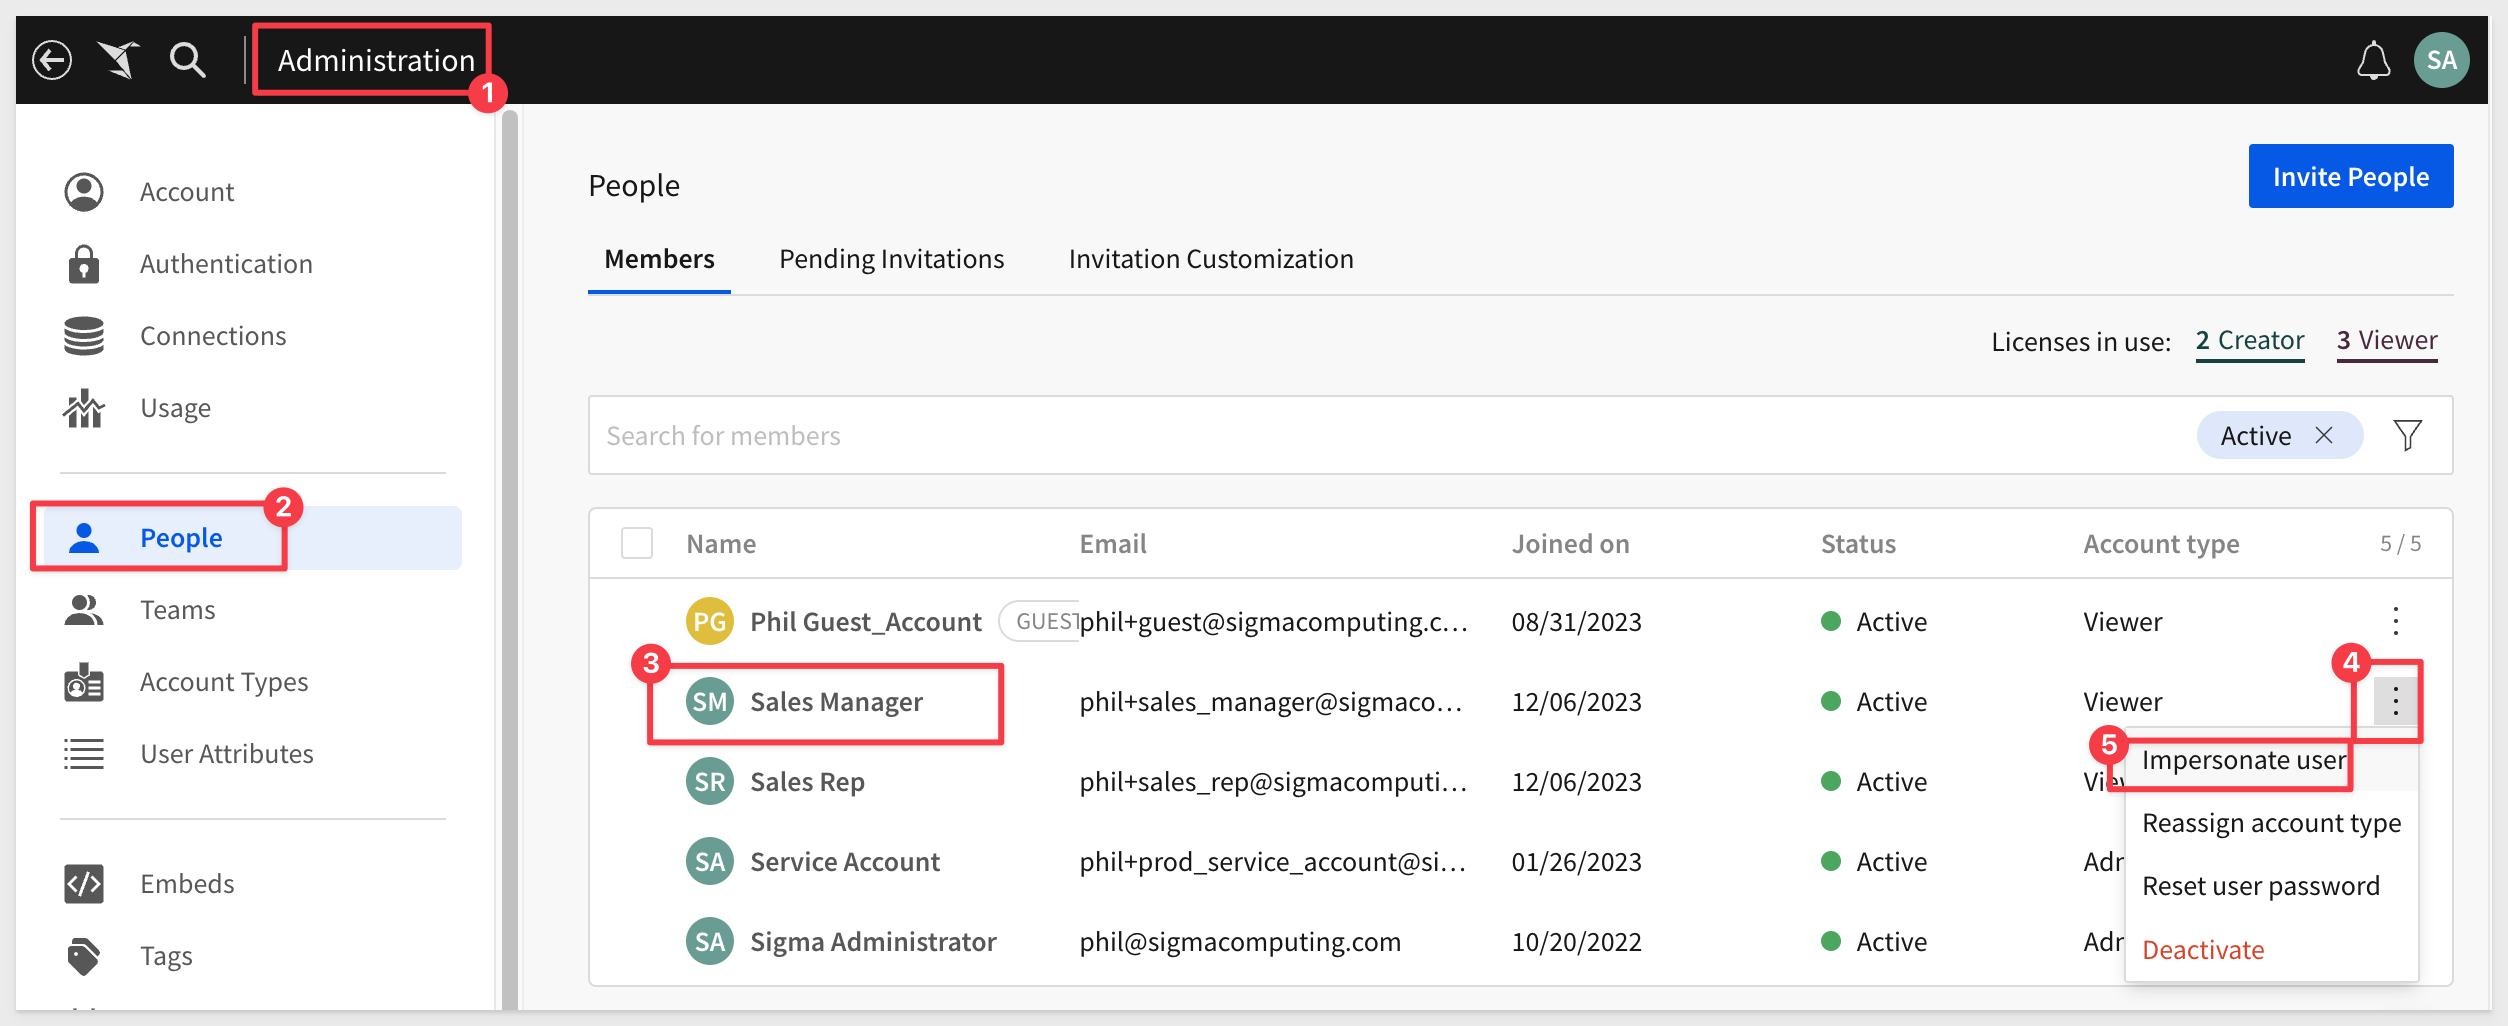 Administration
1
SA
Account
Authentication
Connections
Usage
2
People
Teams
Account Types
User Attributes
Embeds
Tags
People
Invite People
Members Pending Invitations Invitation Customization
Licenses in use: 2 Creator 3 Viewer
Search for members Active
Name Email Joined on Status Account type 5 / 5
PG Phil Guest_Account GUEST phil+guest@sigmacomputing.c... 08/31/2023 Active Viewer
3 4
SM Sales Manager phil+sales_manager@sigmaco... 12/06/2023 Active Viewer
SR Sales Rep phil+sales_rep@sigmacomputi... 12/06/2023 Active
SA Service Account phil+prod_service_account@si... 01/26/2023 Active
SA Sigma Administrator phil@sigmacomputing.com 10/20/2022 Active
5
Impersonate user
Reassign account type
Reset user password
Deactivate